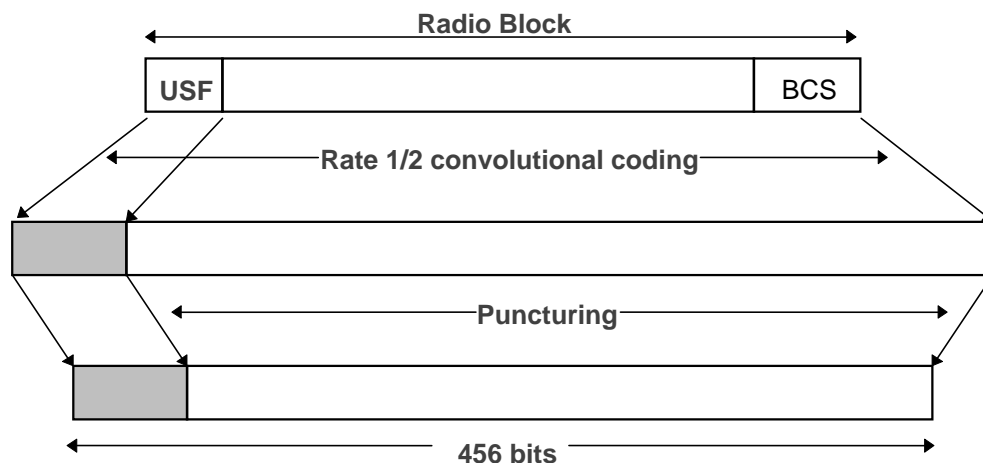 Radio Block
USF
BCS
Rate 1/2 convolutional coding
Puncturing
456 bits